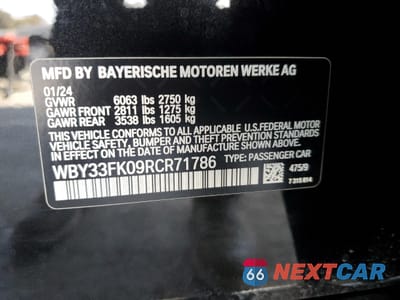 MFD BY BAYERISCHE MOTOREN WERKE AG
01/24
GVWR 6063 lbs 2750 kg
GAWR FRONT 2811 lbs 1275 kg
GAWR REAR 3538 lbs 1605 kg
THIS VEHICLE CONFORMS TO ALL APPLICABLE U.S. FEDERAL MOTOR
VEHICLE SAFETY AND THEFT PREVENTION STANDARDS
IN EFFECT ON THE DATE OF MANUFACTURE SHOWN ABOVE.
WBY33FK09RCR71786 TYPE: PASSENGER CAR
475/9
66 NEXTCAR